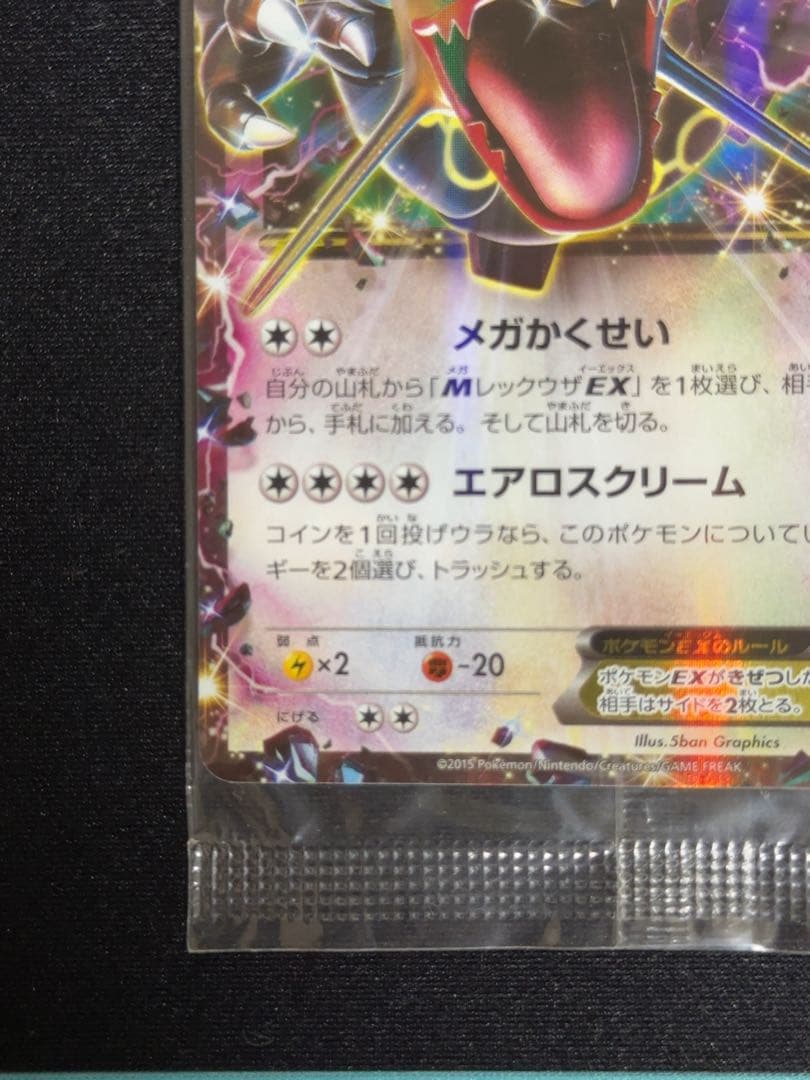 メガかくせい
自分の山札から「MレックウザEX」を1枚選び、相手
から、手札に加える。そして山札を切る。
エアロスクリーム
コインを1回投げウラなら、このポケモンについてい
ギーを2個選び、トラッシュする。
弱点 抵抗力
×2 -20
ポケモンEXのルール
ポケモンEXがきぜつした
相手はサイドを2枚とる。
にげる
Illus.5ban Graphics
©2015 Pokémon/Nintendo/Creatures/GAME FREAK